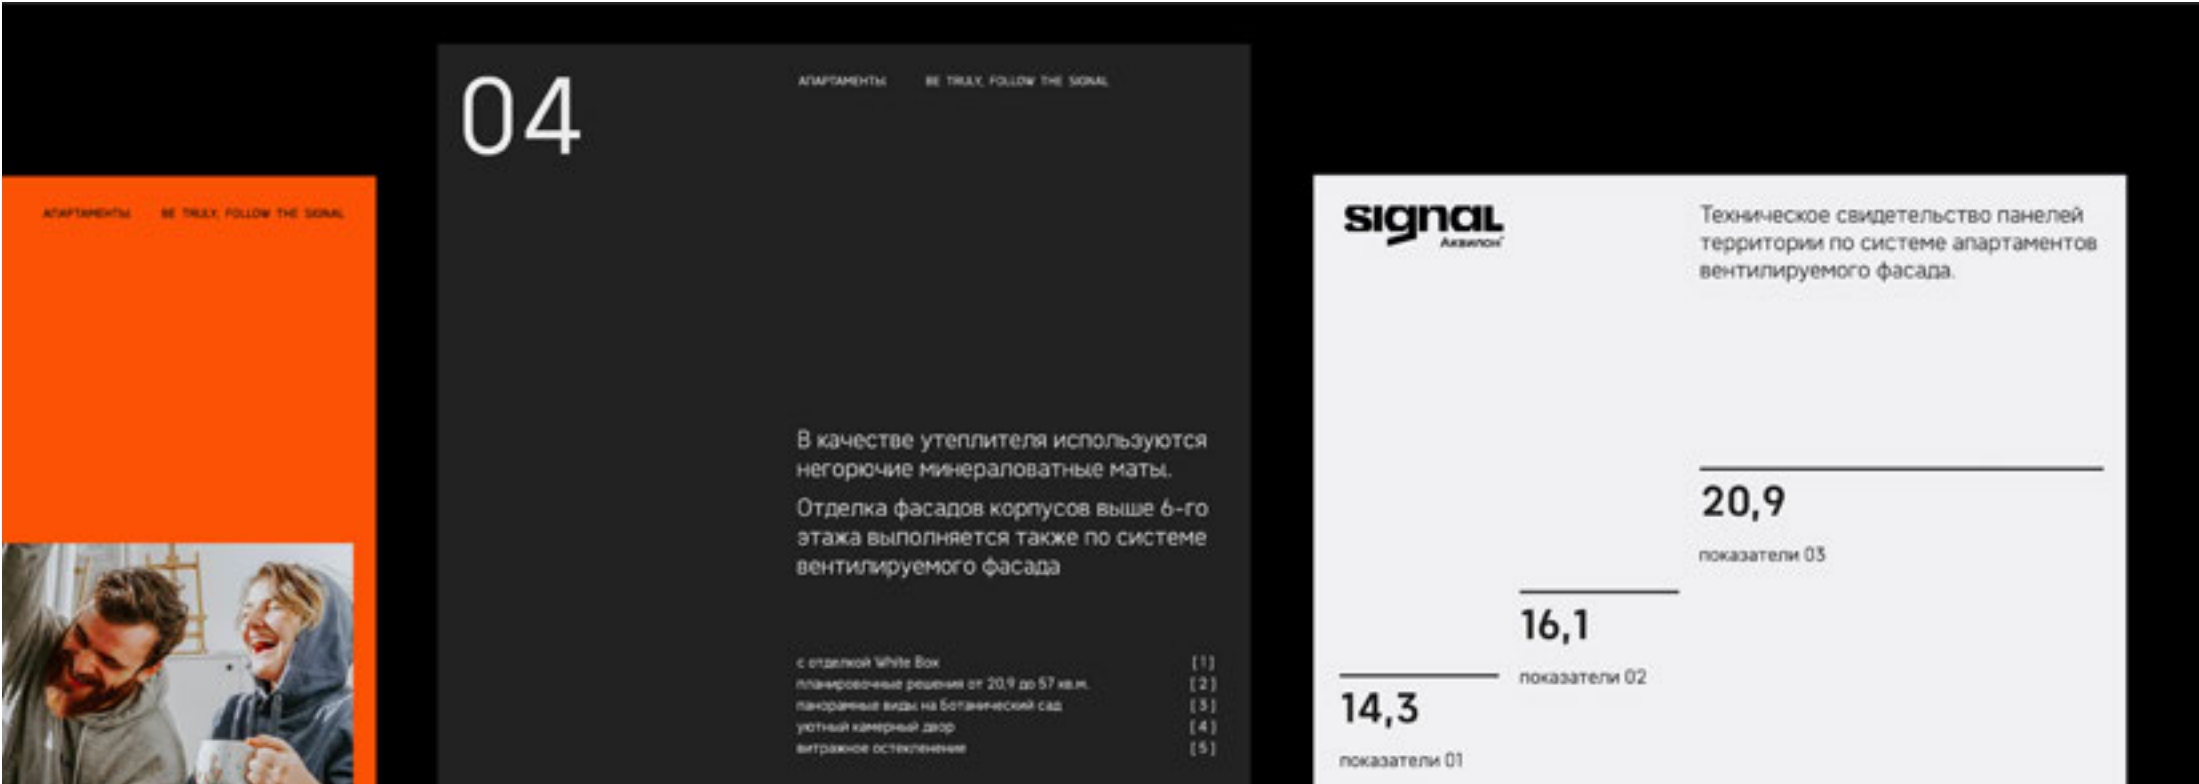 АПАРТАМЕНТЫ BE TRULY, FOLLOW THE SIGNAL
04
АПАРТАМЕНТЫ BE TRULY, FOLLOW THE SIGNAL
В качестве утеплителя используются
негорючие минераловатные маты.
Отделка фасадов корпусов выше 6-го
этажа выполняется также по системе
вентилируемого фасада
с отделкой White Box [1]
планировочные решения от 20,9 до 57 кв.м. [2]
панорамные виды на Ботанический сад [3]
уютный камерный двор [4]
витражное остекленение [5]
signal
Аквилон
Техническое свидетельство панелей
территории по системе апартаментов
вентилируемого фасада.
20,9
показатели 03
16,1
показатели 02
14,3
показатели 01